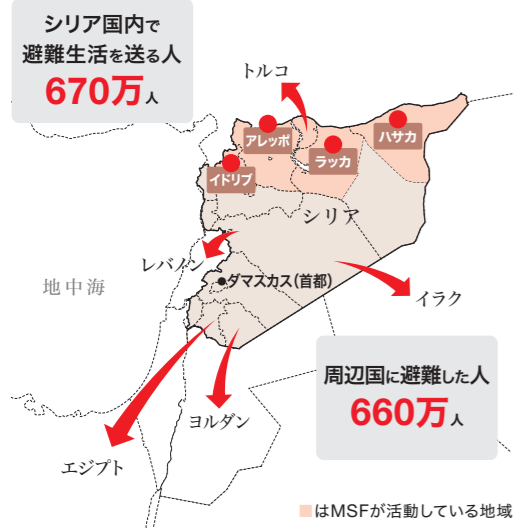 シリア国内で
避難生活を送る人
670万人
トルコ
アレッポ
ハサカ
ラッカ
イドリブ
シリア
レバノン
地中海
ダマスカス(首都)
イラク
周辺国に避難した人
660万人
ヨルダン
エジプト
はMSFが活動している地域